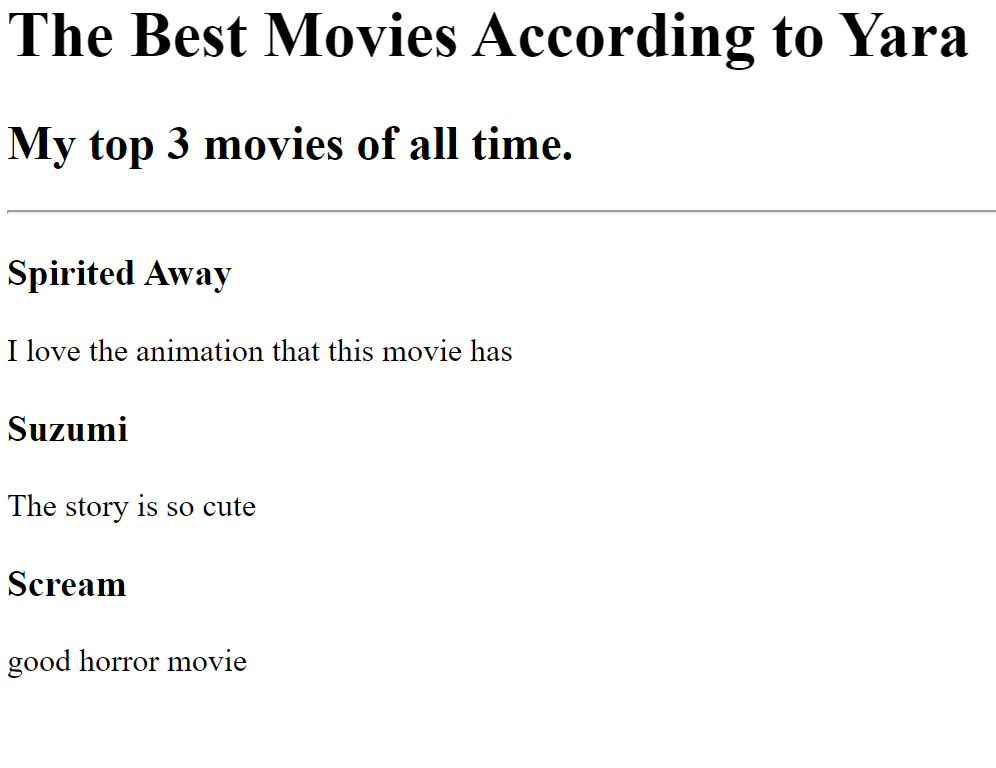 The Best Movies According to Yara
My top 3 movies of all time.
Spirited Away
I love the animation that this movie has
Suzumi
The story is so cute
Scream
good horror movie